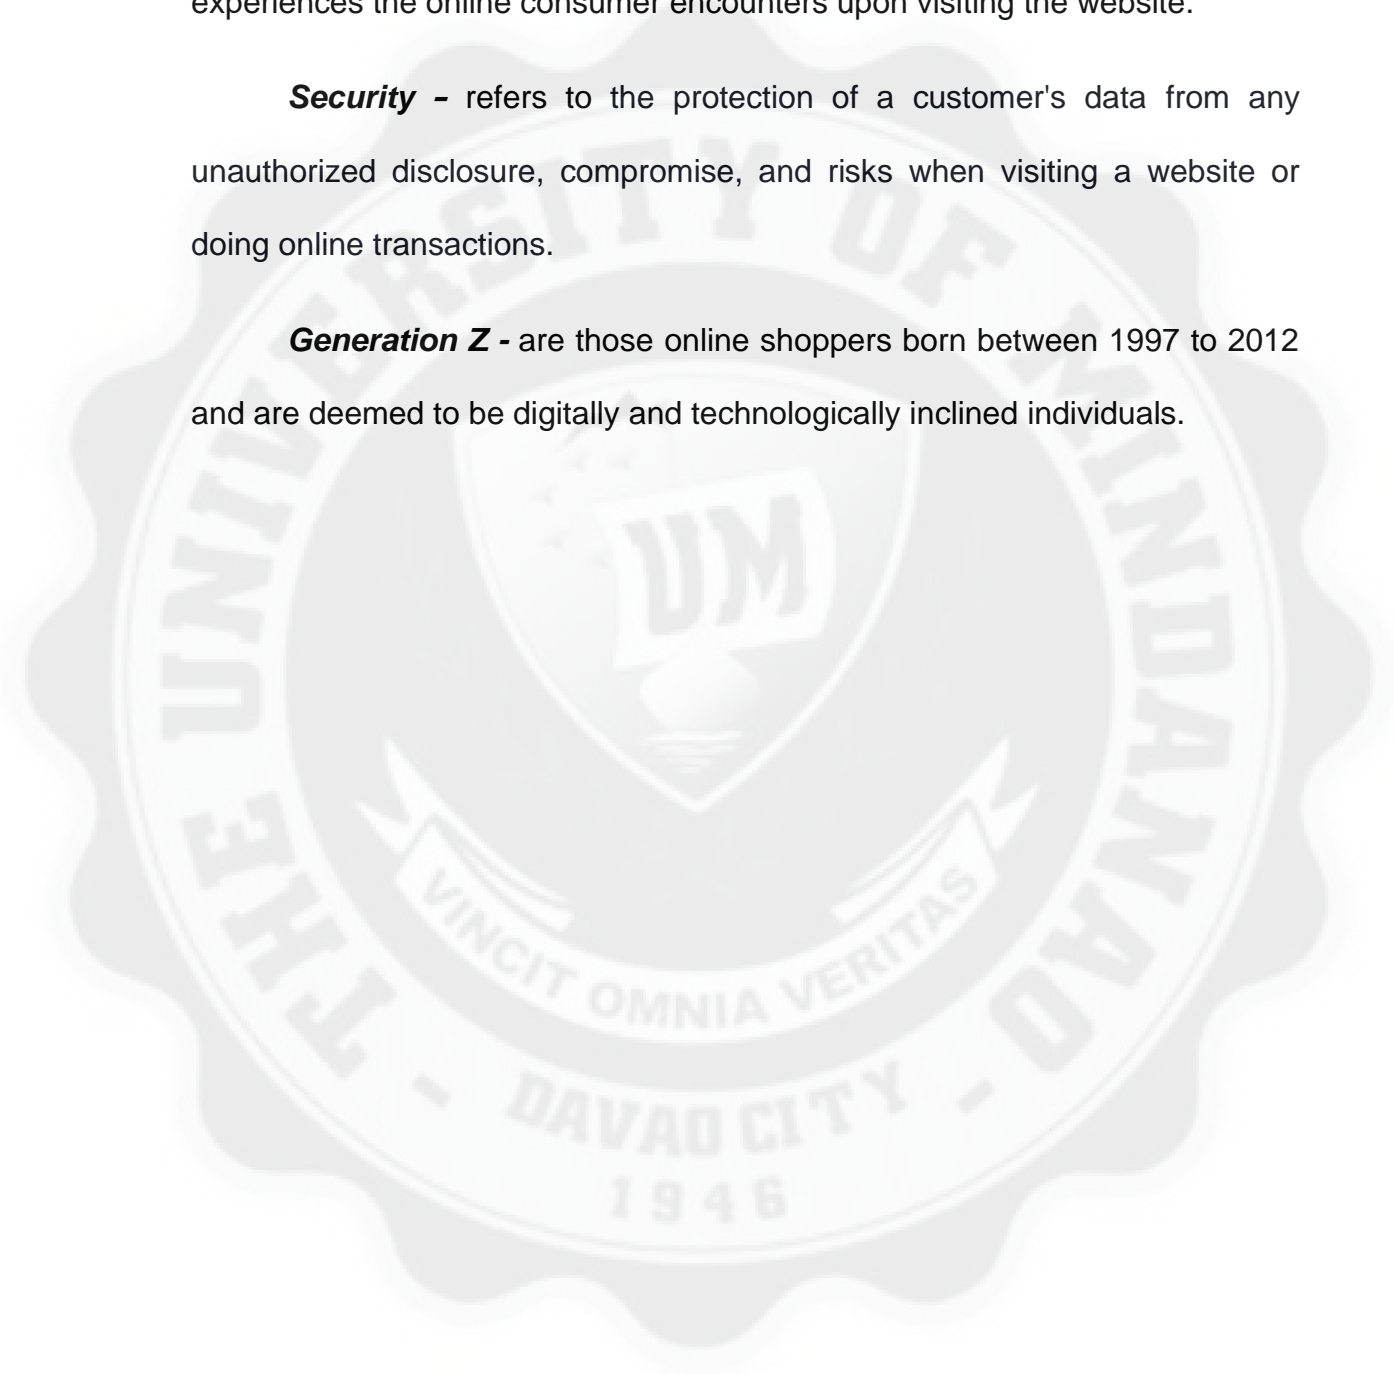 experiences the online consumer encounters upon visiting the website.
Security – refers to the protection of a customer's data from any
unauthorized disclosure, compromise, and risks when visiting a website or
doing online transactions.
Generation Z - are those online shoppers born between 1997 to 2012
and are deemed to be digitally and technologically inclined individuals.
THE UNIVERSITY OF MINDANAO
UM
VINCIT OMNIA VERITAS
- DAVAO CITY -
1946